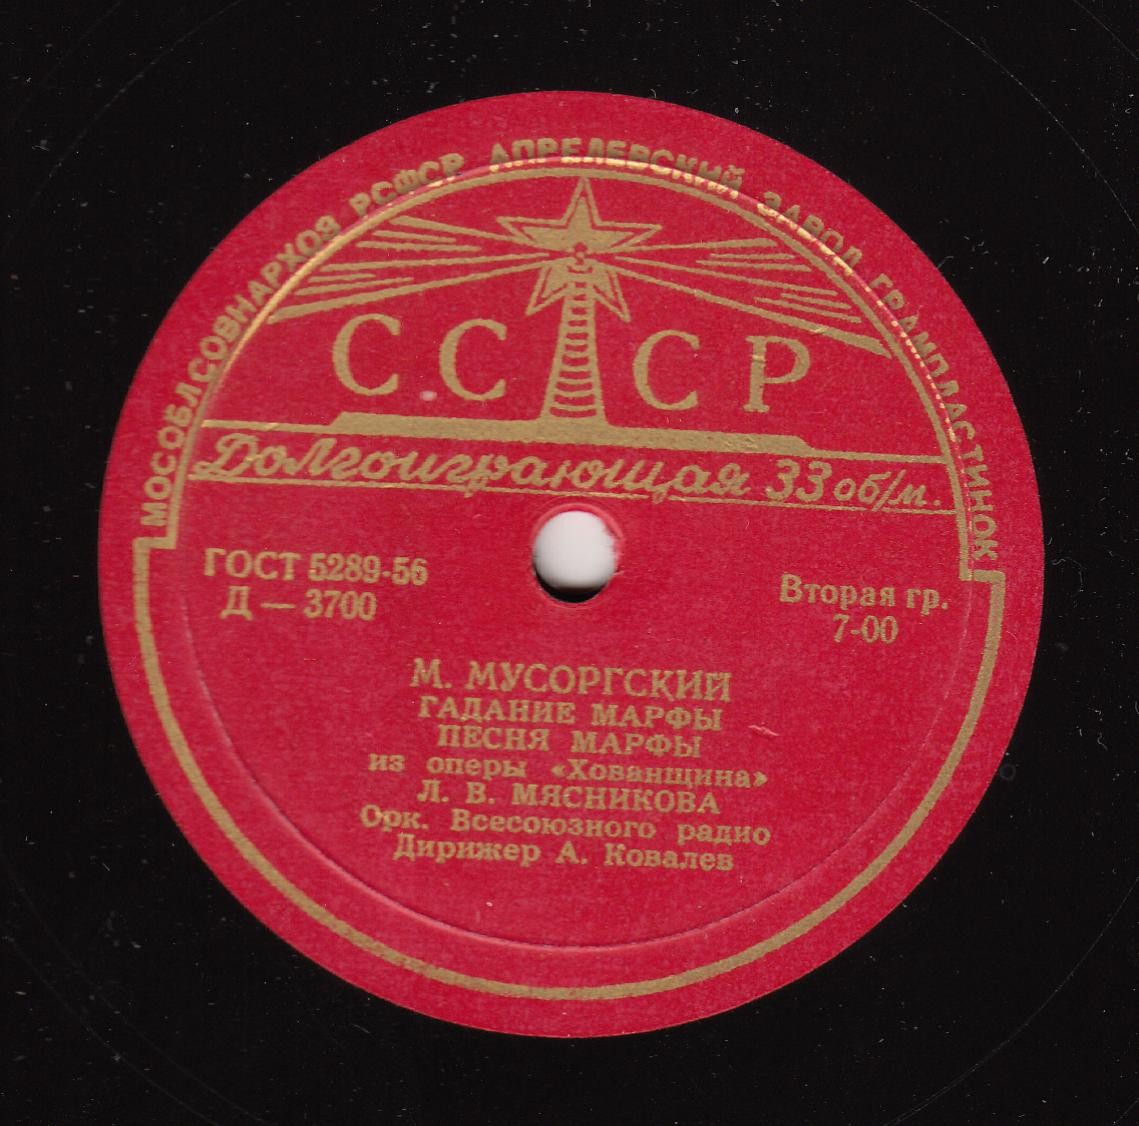 МОСОБЛСОВНАРХОЗ РСФСР АПРЕЛЕВСКИЙ ЗАВОД ГРАМПЛАСТИНОК
СССР
Долгоиграющая 33 об/м.
ГОСТ 5289-56
Д — 3700
Вторая гр.
7-00
М. МУСОРГСКИЙ
ГАДАНИЕ МАРФЫ
ПЕСНЯ МАРФЫ
из оперы «Хованщина»
Л. В. МЯСНИКОВА
Орк. Всесоюзного радио
Дирижер А. Ковалев